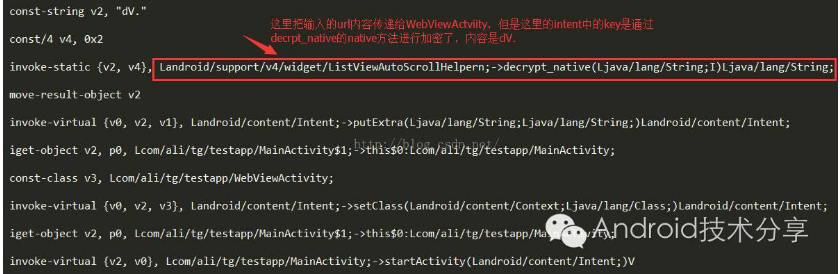 const-string v2, "dV."
这里把输入的url内容传递给WebViewActviity，但是这里的intent中的key是通过
decrpt_native的native方法进行加密了，内容是dV.
const/4 v4, 0x2
invoke-static {v2, v4}, Landroid/support/v4/widget/ListViewAutoScrollHelpern;->decrypt_native(Ljava/lang/String;I)Ljava/lang/String;
move-result-object v2
invoke-virtual {v0, v2, v1}, Landroid/content/Intent;->putExtra(Ljava/lang/String;Ljava/lang/String;)Landroid/content/Intent;
http://blog.csdn.net/
iget-object v2, p0, Lcom/ali/tg/testapp/MainActivity$1;->this$0:Lcom/ali/tg/testapp/MainActivity;
const-class v3, Lcom/ali/tg/testapp/WebViewActivity;
invoke-virtual {v0, v2, v3}, Landroid/content/Intent;->setClass(Landroid/content/Context;Ljava/lang/Class;)Landroid/content/Intent;
iget-object v2, p0, Lcom/ali/tg/testapp/MainActivity$1;->this$0:Lcom/ali/tg/testapp/MainActivity;
Android技术分享
invoke-virtual {v2, v0}, Lcom/ali/tg/testapp/MainActivity;->startActivity(Landroid/content/Intent;)V